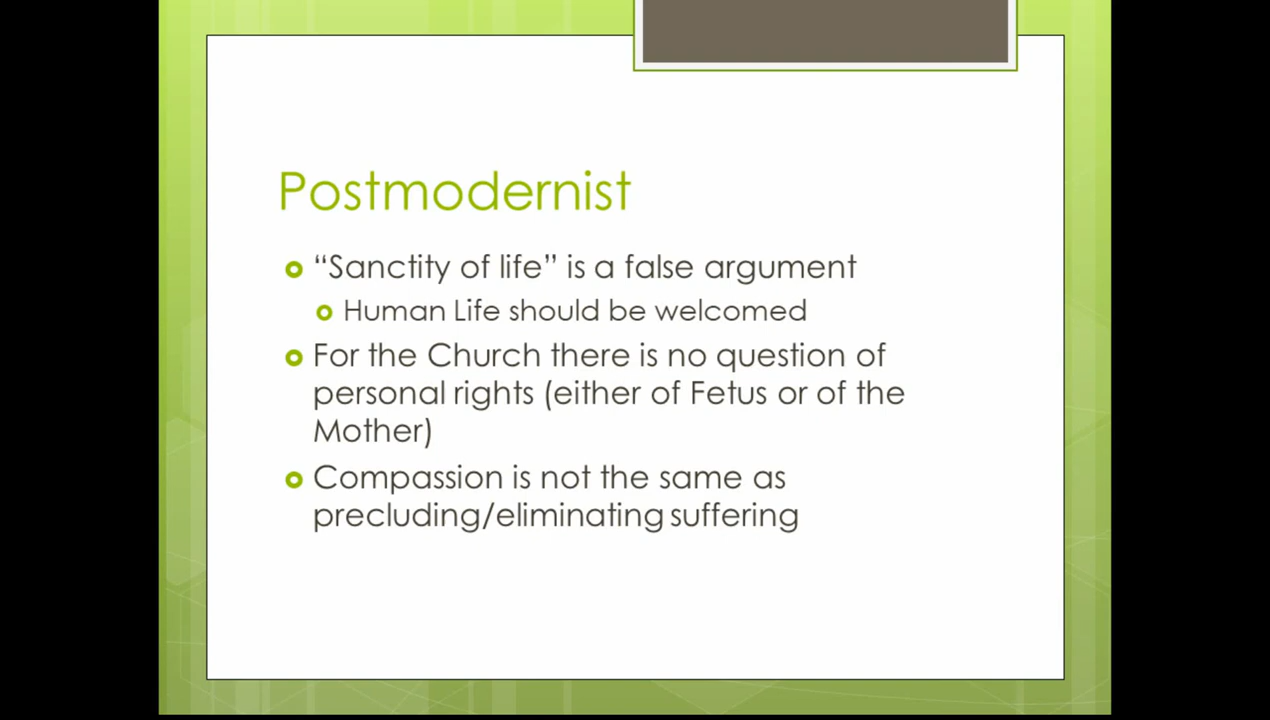 Postmodernist
“Sanctity of life” is a false argument
Human Life should be welcomed
For the Church there is no question of
personal rights (either of Fetus or of the
Mother)
Compassion is not the same as
precluding/eliminating suffering